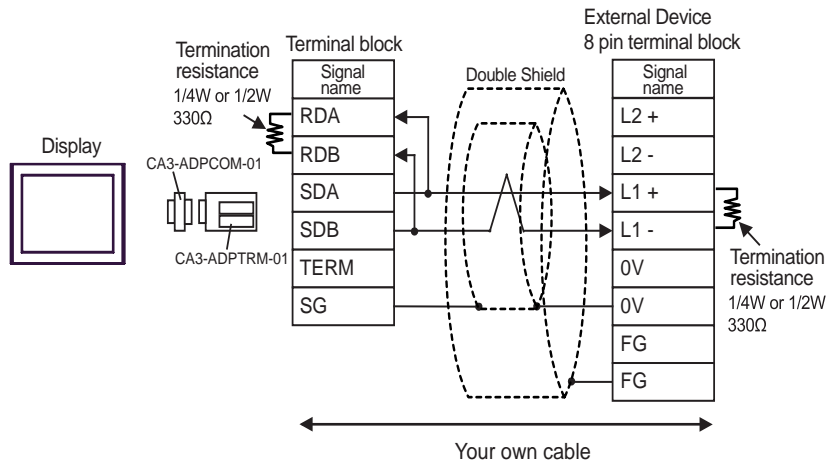 External Device
8 pin terminal block
Termination
resistance
1/4W or 1/2W
330Ω
Terminal block
Signal
name
RDA
RDB
SDA
SDB
TERM
SG
Double Shield
Signal
name
L2 +
L2 -
L1 +
L1 -
0V
0V
FG
FG
Display
CA3-ADPCOM-01
CA3-ADPTRM-01
Termination
resistance
1/4W or 1/2W
330Ω
Your own cable